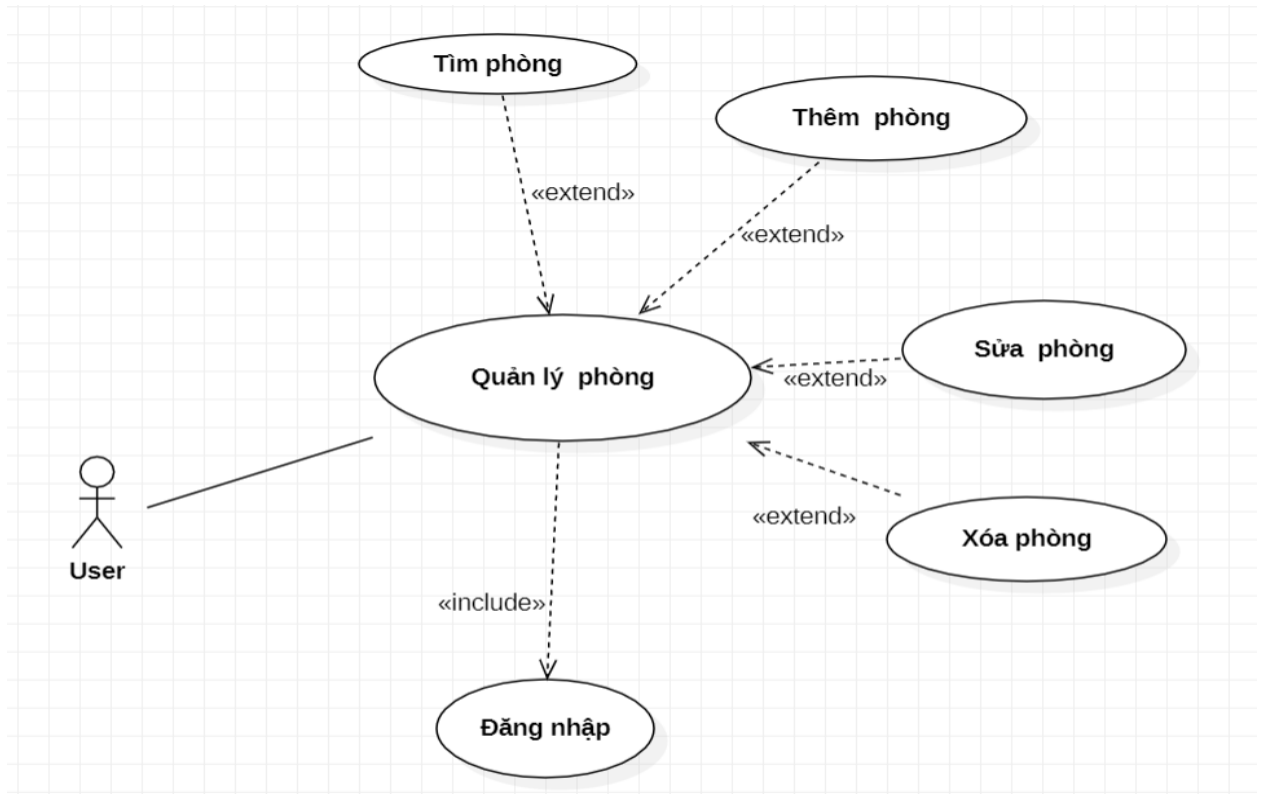 Tìm phòng
Thêm phòng
«extend»
«extend»
Sửa phòng
Quản lý phòng
«extend»
«extend»
Xóa phòng
User
«include»
Đăng nhập